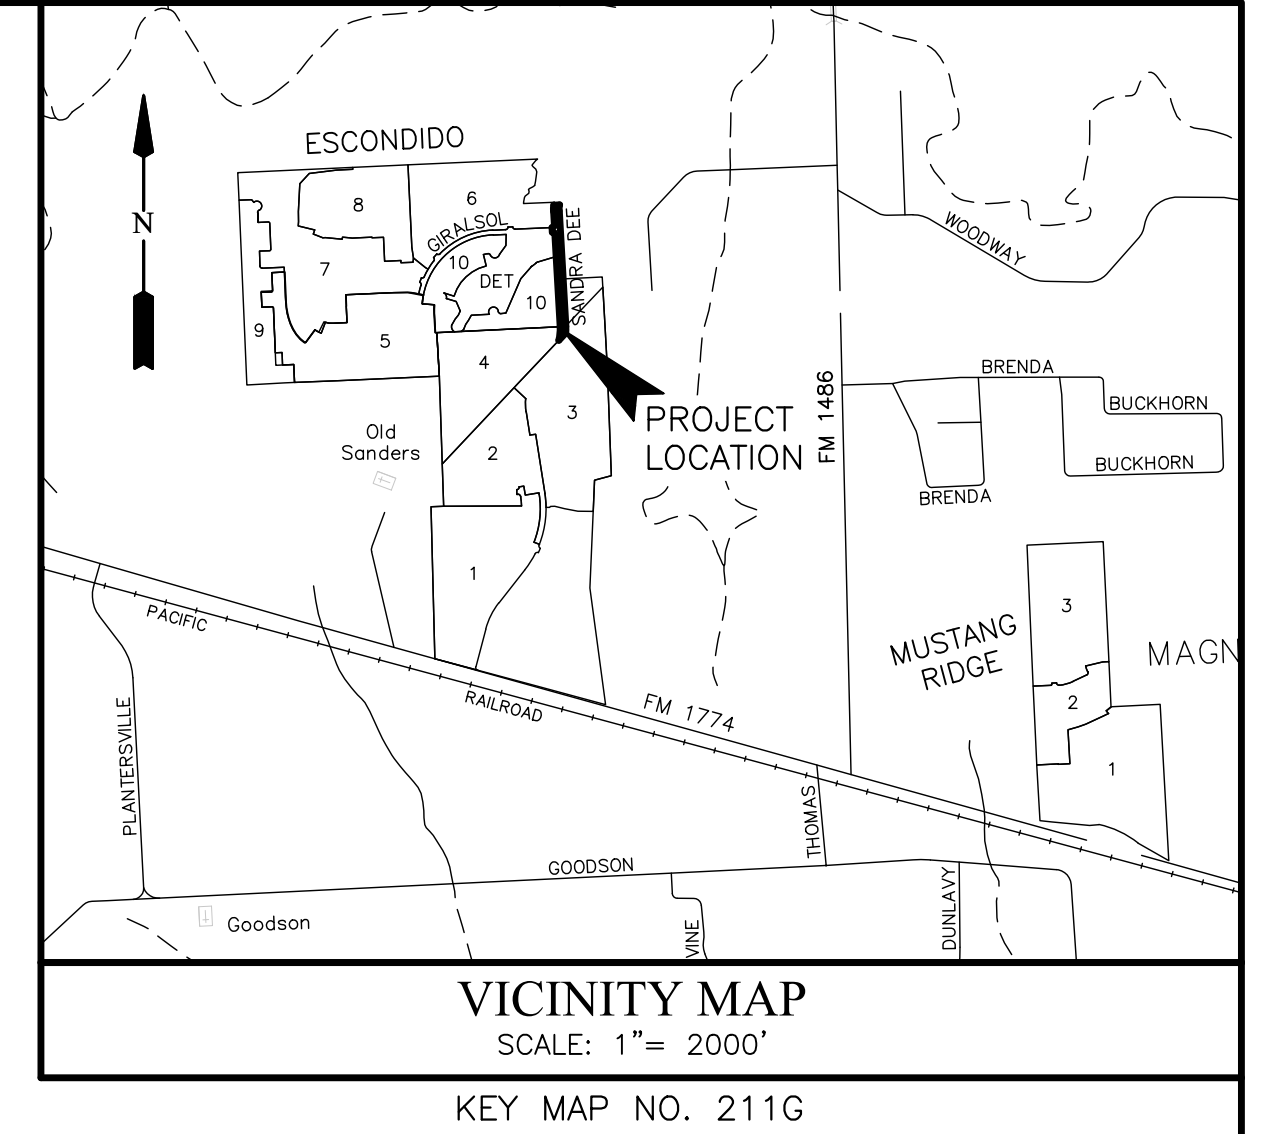 ESCONDIDO
N
8
6
GIRALSOL
SANDRA DEE
WOODWAY
7
10
DET
10
9
5
4
3
PROJECT
LOCATION
FM 1486
BRENDA
BUCKHORN
BUCKHORN
BRENDA
Old
Sanders
2
1
PACIFIC
RAILROAD
FM 1774
MUSTANG
RIDGE
3
MAGN
2
1
PLANTERSVILLE
THOMAS
GOODSON
DUNLAVY
VINE
Goodson
VICINITY MAP
SCALE: 1"= 2000'
KEY MAP NO. 211G